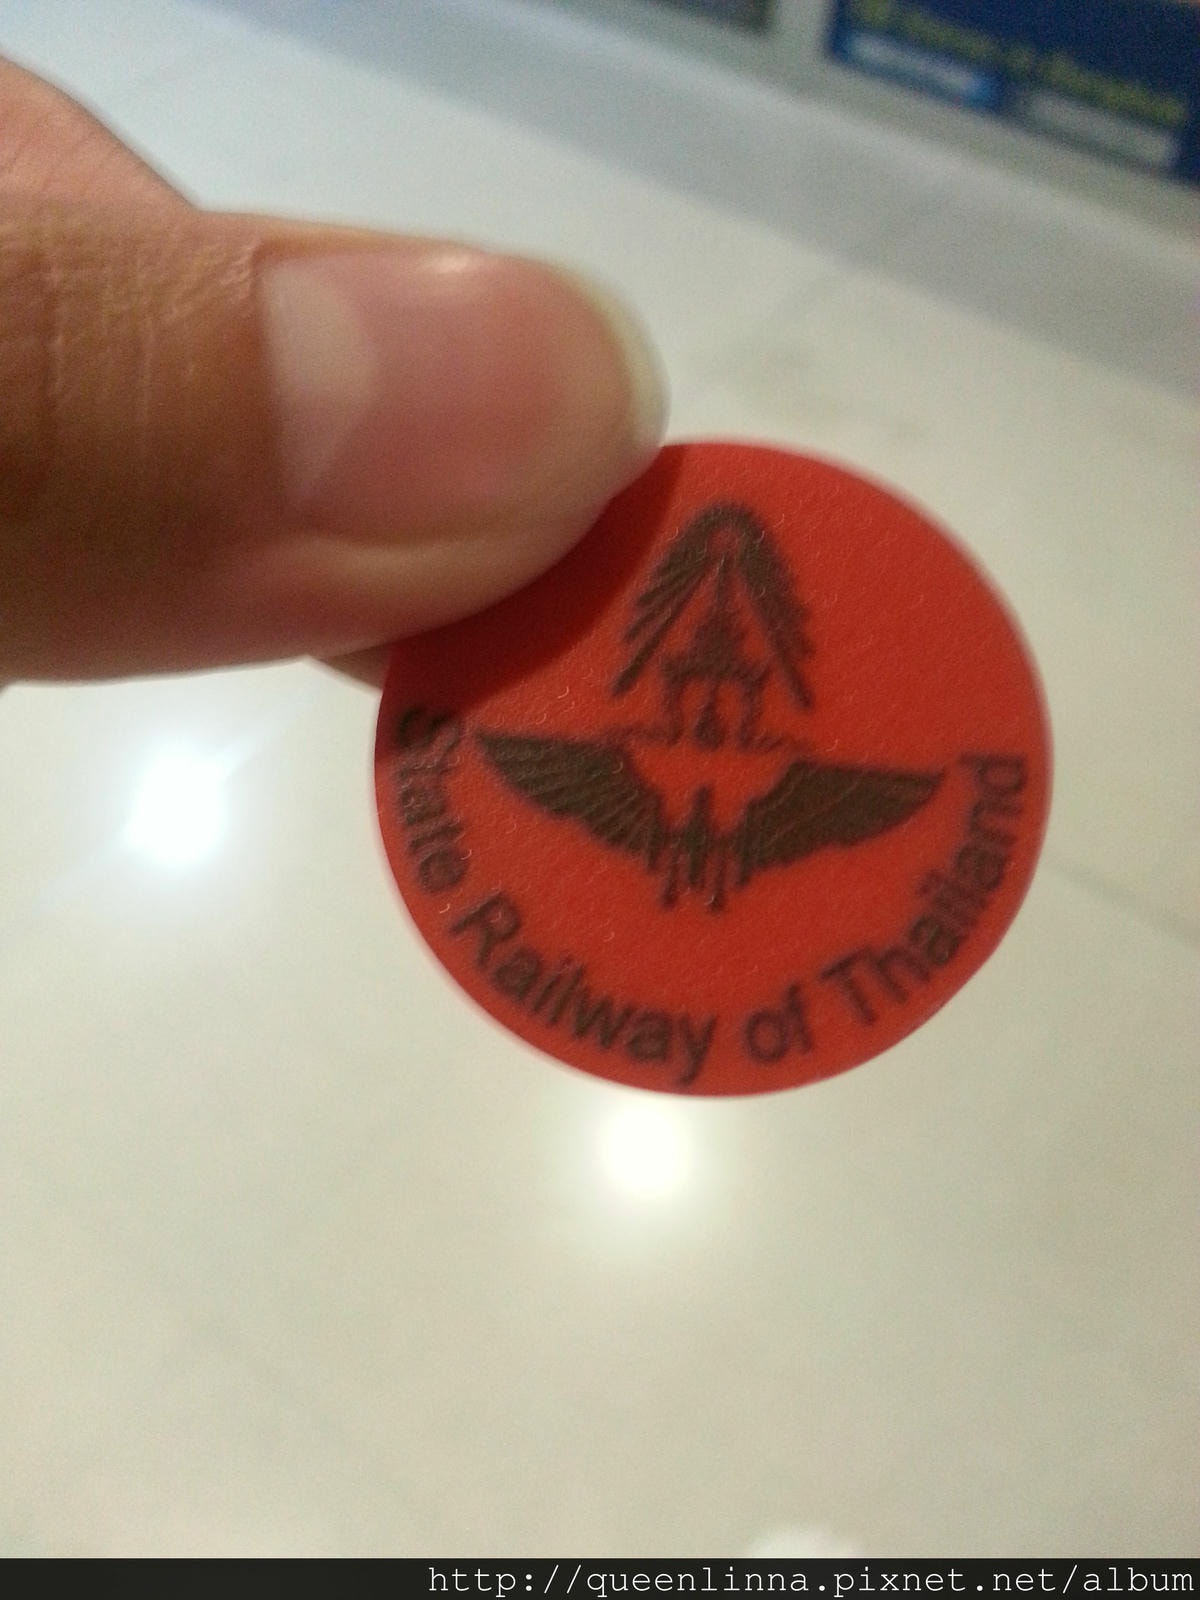 State Railway of Thailand
http://queenlinna.pixnet.net/album